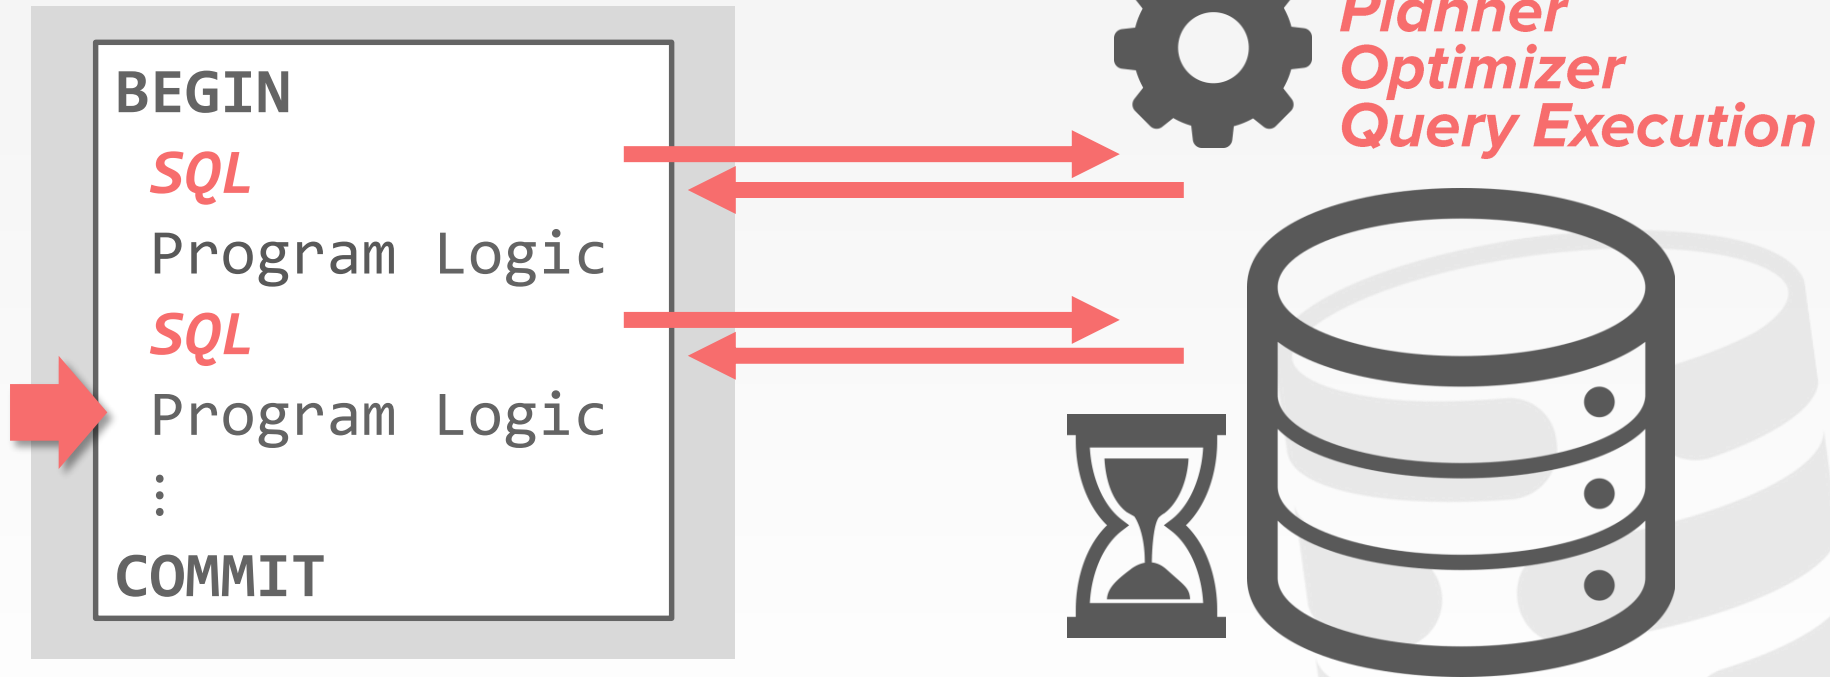 BEGIN
SQL
Program Logic
SQL
Program Logic
⋮
COMMIT
Planner
Optimizer
Query Execution